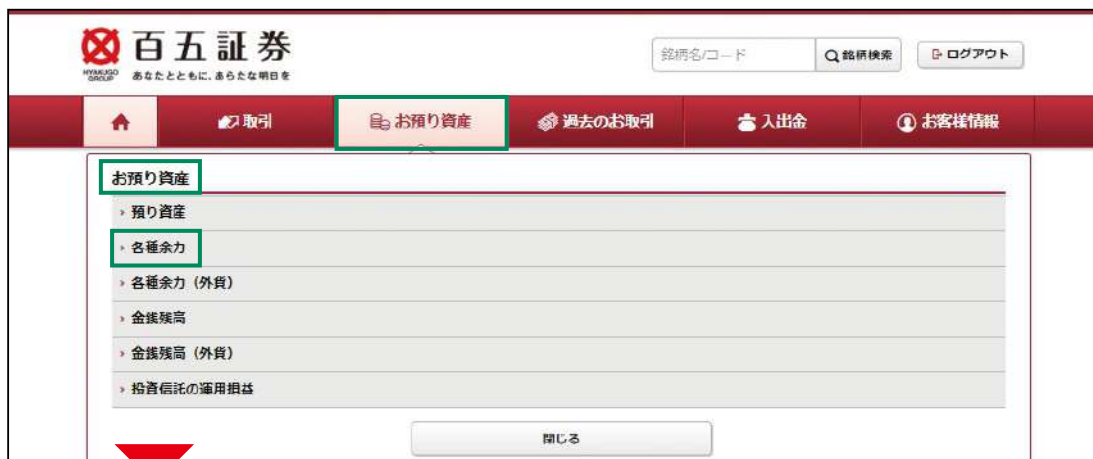 百五証券
HYAKUGO GROUP あなたとともに、あらたな明日を
銘柄名/コード 銘柄検索 ログアウト
取引 お預り資産 過去のお取引 入出金 お客様情報
お預り資産
預り資産
各種余力
各種余力（外貨）
金銭残高
金銭残高（外貨）
投資信託の運用損益
閉じる